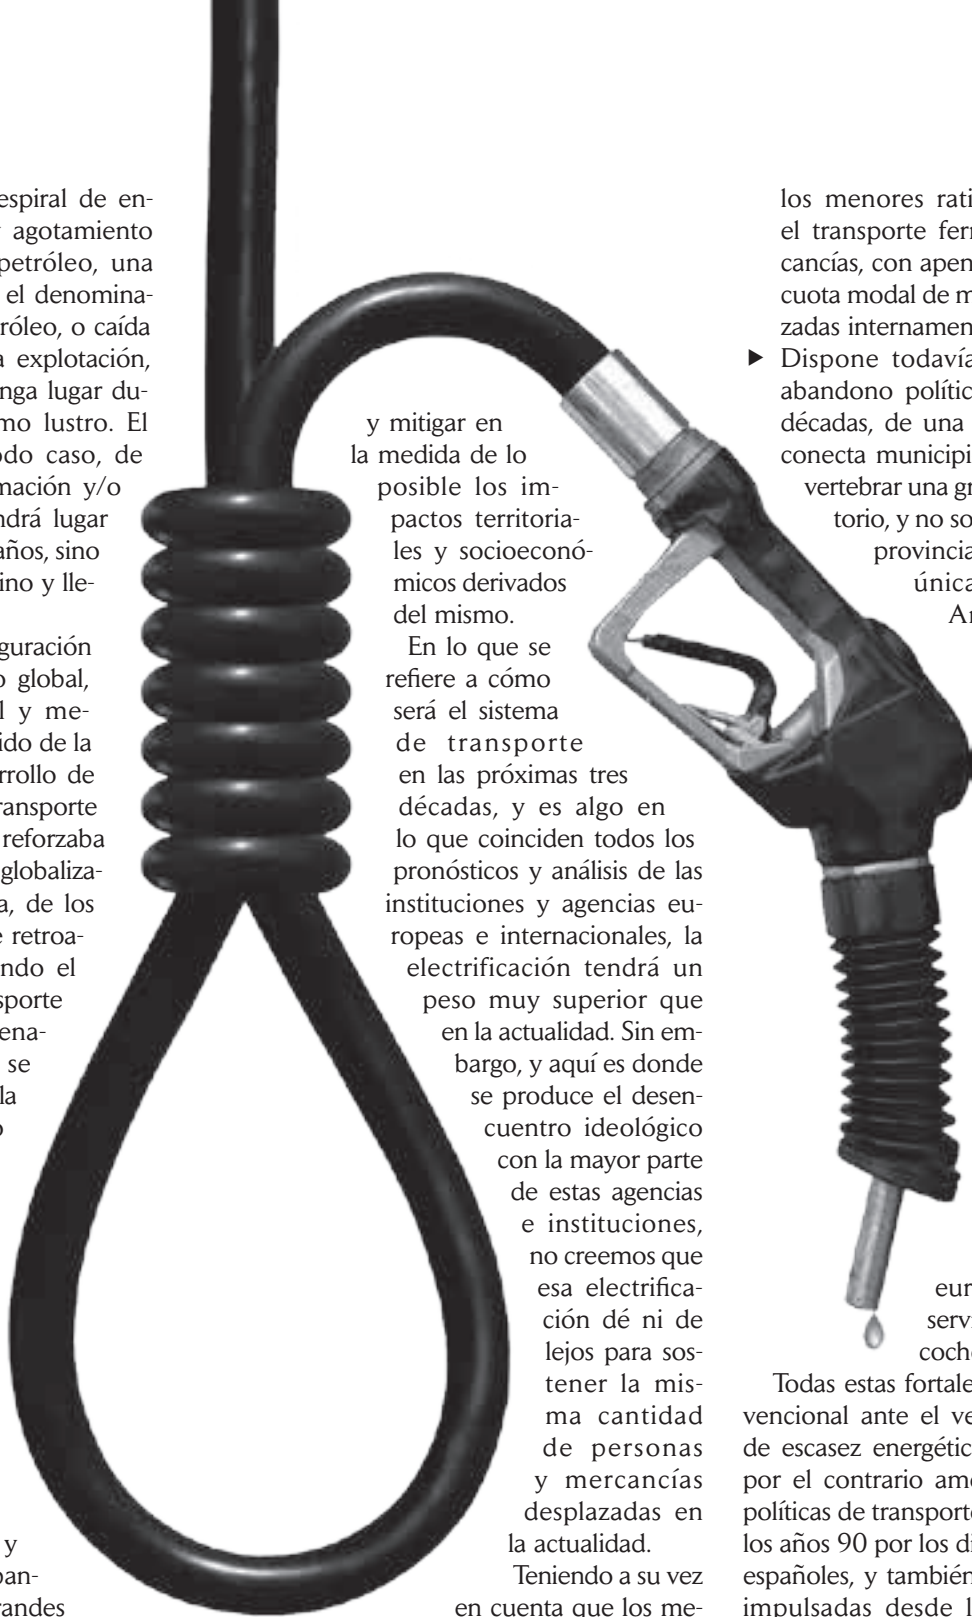 espiral de en-
agotamiento
petróleo, una
el denomina-
róleo, o caída
a explotación,
nga lugar du-
mo lustro. El
odo caso, de
mación y/o
ndrá lugar
años, sino
ino y lle-
guración
o global,
l y me-
ido de la
rrollo de
ransporte
reforzaba
globaliza-
a, de los
e retroa-
ndo el
sporte
ena-
se
la
o
y
pan-
randes
y mitigar en
la medida de lo
posible los im-
pactos territoria-
les y socioeconó-
micos derivados
del mismo.
En lo que se
refiere a cómo
será el sistema
de transporte
en las próximas tres
décadas, y es algo en
lo que coinciden todos los
pronósticos y análisis de las
instituciones y agencias eu-
ropeas e internacionales, la
electrificación tendrá un
peso muy superior que
en la actualidad. Sin em-
bargo, y aquí es donde
se produce el desen-
cuentro ideológico
con la mayor parte
de estas agencias
e instituciones,
no creemos que
esa electrifica-
ción dé ni de
lejos para sos-
tener la mis-
ma cantidad
de personas
y mercancías
desplazadas en
la actualidad.
Teniendo a su vez
en cuenta que los me-
los menores rati
el transporte ferr
cancías, con apen
cuota modal de m
zadas internamen
▶ Dispone todavía
abandono polític
décadas, de una
conecta municipi
vertebrar una gr
torio, y no so
provincia
única
An
eur
serv
coch
Todas estas fortale
vencional ante el ve
de escasez energétic
por el contrario ame
políticas de transporte
los años 90 por los di
españoles, y también
impulsadas desde l